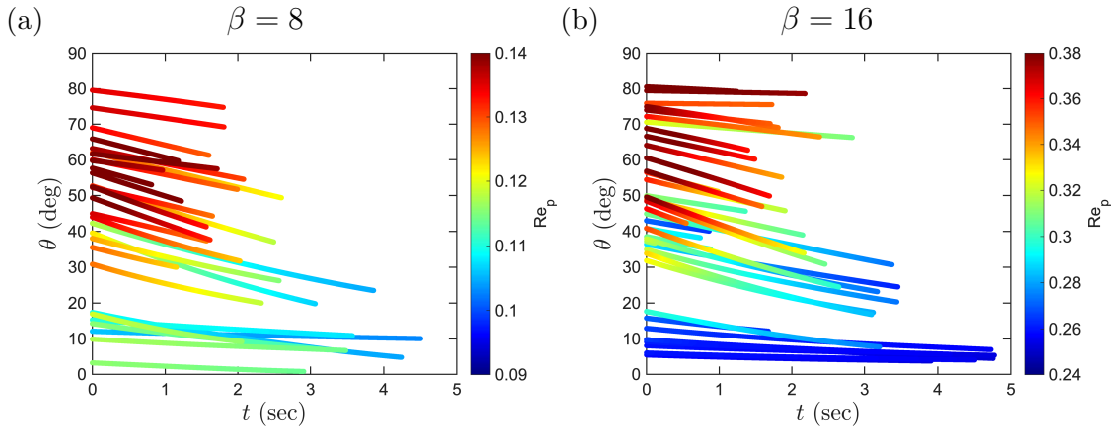 (a)
β = 8
90
80
70
60
50
40
30
20
10
0
θ (deg)
0 1 2 3 4 5
t (sec)
0.14
0.13
0.12
0.11
0.1
0.09
Re_p
(b)
β = 16
90
80
70
60
50
40
30
20
10
0
θ (deg)
0 1 2 3 4 5
t (sec)
0.38
0.36
0.34
0.32
0.3
0.28
0.26
0.24
Re_p